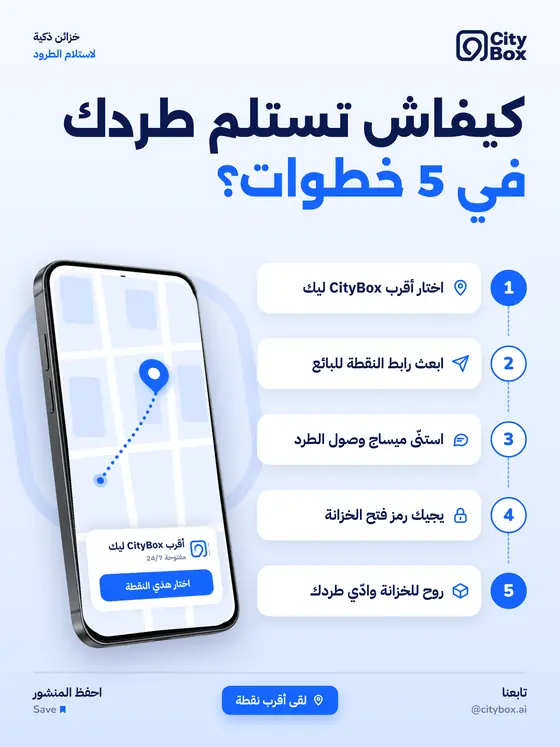 خزائن ذكية
لاستلام الطرود
City
Box
كيفاش تستلم طردك
في 5 خطوات؟
1
اختار أقرب CityBox ليك
2
ابعث رابط النقطة للبائع
3
استنّى ميساج وصول الطرد
4
يجيك رمز فتح الخزانة
5
روح للخزانة وادّي طردك
أقرب CityBox ليك
مفتوحة 24/7
اختار هذي النقطة
تابعنا
@citybox.ai
لقى أقرب نقطة
احفظ المنشور
Save